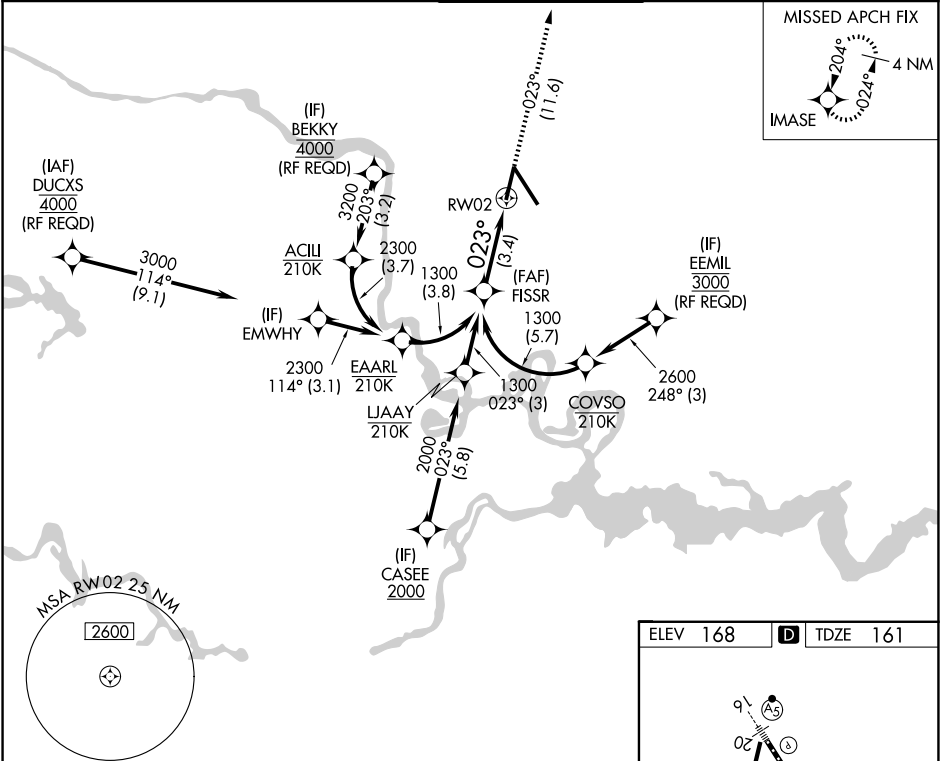 MISSED APCH FIX
204°
024°
4 NM
IMASE
023°
(11.6)
(IF)
BEKKY
4000
(RF REQD)
3200
203°
(3.2)
(IAF)
DUCXS
4000
(RF REQD)
3000
114°
(9.1)
ACILI
210K
2300
(3.7)
1300
(3.8)
RW02
023°
(3.4)
(FAF)
FISSR
(IF)
EEMIL
3000
(RF REQD)
1300
(5.7)
(IF)
EMWHY
2300
114° (3.1)
EAARL
210K
LJAAY
210K
1300
023° (3)
COVSO
210K
2600
248° (3)
2000
023°
(5.8)
(IF)
CASEE
2000
MSA RW02 25 NM
2600
ELEV 168
D
TDZE 161
16
A5
20
P